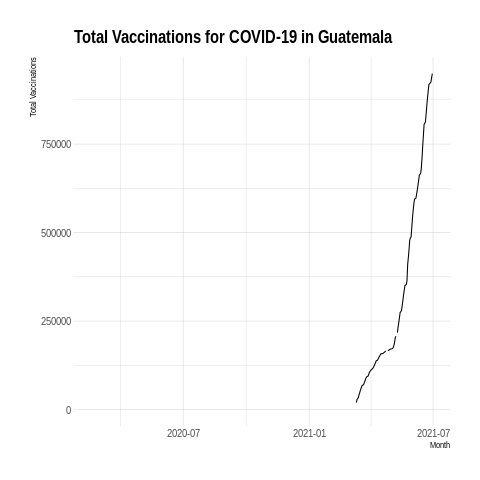 Total Vaccinations for COVID-19 in Guatemala
Total Vaccinations
750000
500000
250000
0
2020-07 2021-01 2021-07
Month